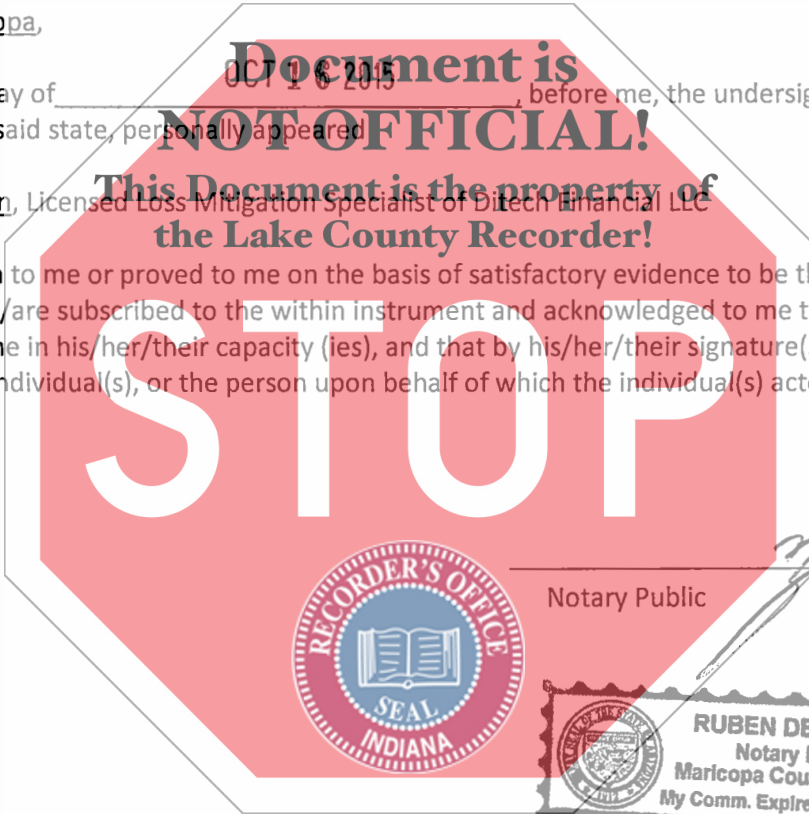 opa,
Document is
OCT 16 2015
ay of , before me, the undersig
NOT OFFICIAL!
said state, personally appeared
This Document is the property of
n, Licensed Loss Mitigation Specialist of Ditech Financial LLC
the Lake County Recorder!
to me or proved to me on the basis of satisfactory evidence to be th
/are subscribed to the within instrument and acknowledged to me t
e in his/her/their capacity (ies), and that by his/her/their signature(
ndividual(s), or the person upon behalf of which the individual(s) act
STOP
RECORDER'S OFFICE
SEAL
INDIANA
Notary Public
RUBEN DE
Notary
Maricopa Cou
My Comm. Expire